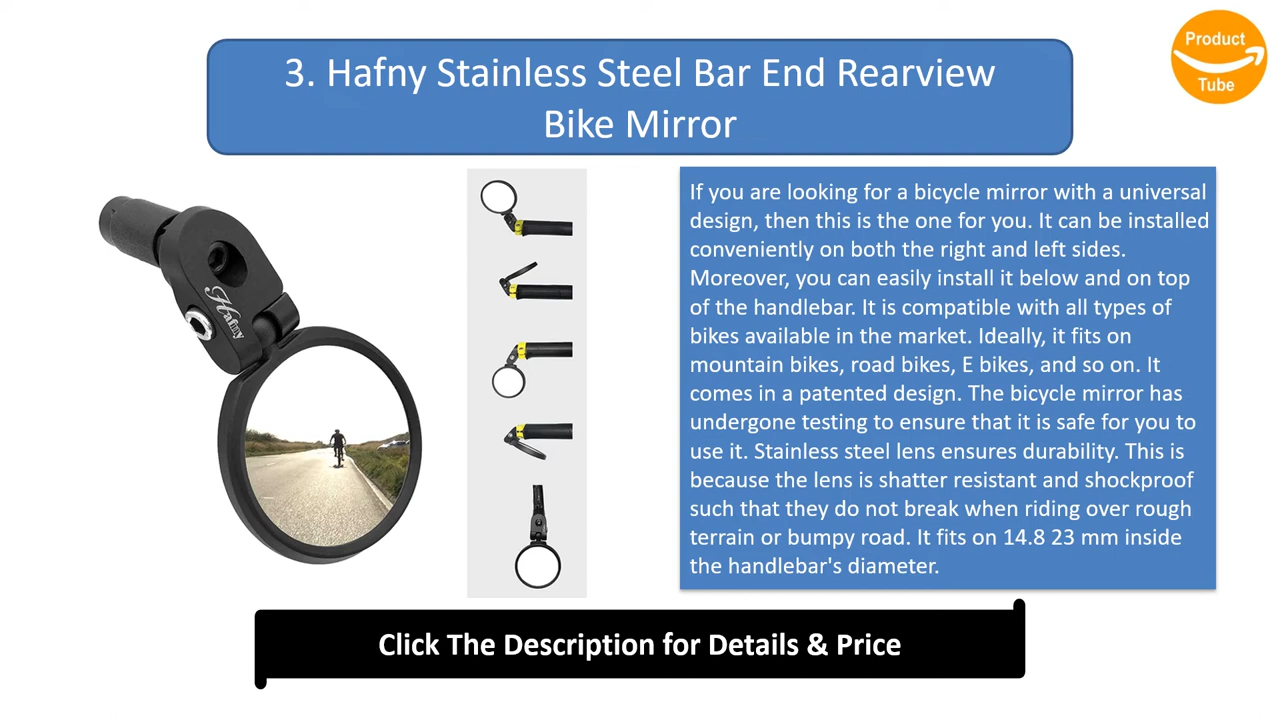 Product
Tube
3. Hafny Stainless Steel Bar End Rearview
Bike Mirror
Hafny
If you are looking for a bicycle mirror with a universal
design, then this is the one for you. It can be installed
conveniently on both the right and left sides.
Moreover, you can easily install it below and on top
of the handlebar. It is compatible with all types of
bikes available in the market. Ideally, it fits on
mountain bikes, road bikes, E bikes, and so on. It
comes in a patented design. The bicycle mirror has
undergone testing to ensure that it is safe for you to
use it. Stainless steel lens ensures durability. This is
because the lens is shatter resistant and shockproof
such that they do not break when riding over rough
terrain or bumpy road. It fits on 14.8 23 mm inside
the handlebar's diameter.
Click The Description for Details & Price